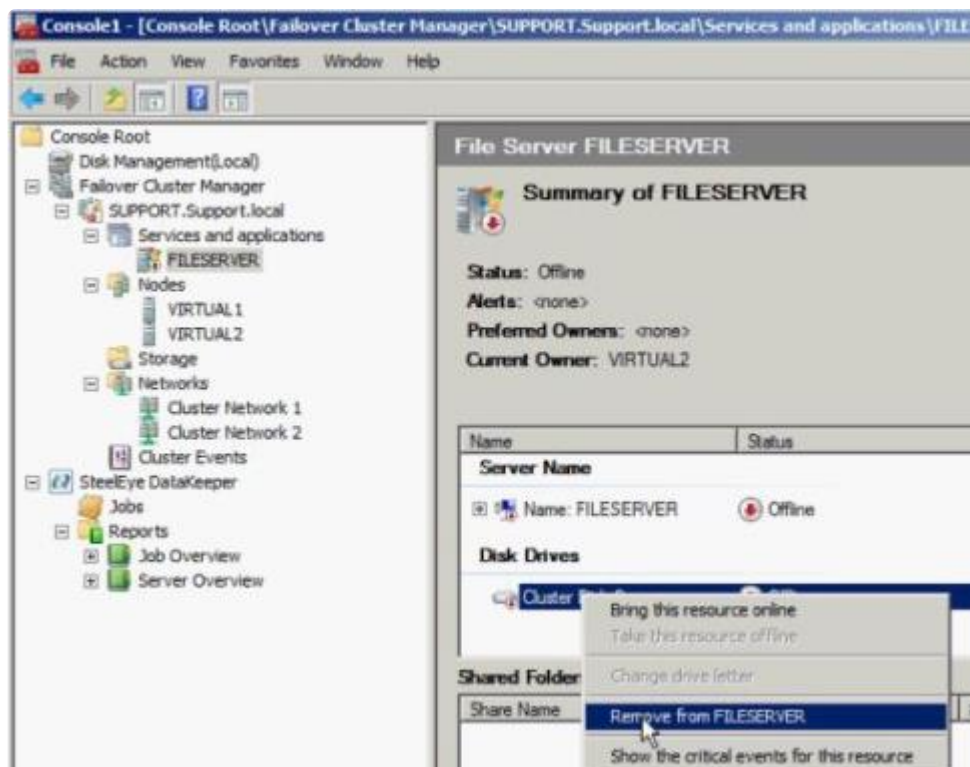 Console1 - [Console Root\Failover Cluster Manager\SUPPORT.Support.local\Services and applications\FILE
File Action View Favorites Window Help
Console Root
Disk Management(Local)
Failover Cluster Manager
SUPPORT.Support.local
Services and applications
FILESERVER
Nodes
VIRTUAL1
VIRTUAL2
Storage
Networks
Cluster Network 1
Cluster Network 2
Cluster Events
SteelEye DataKeeper
Jobs
Reports
Job Overview
Server Overview
File Server FILESERVER
Summary of FILESERVER
Status: Offline
Alerts: <none>
Preferred Owners: <none>
Current Owner: VIRTUAL2
Name Status
Server Name
Name: FILESERVER Offline
Disk Drives
Cluster
Bring this resource online
Take this resource offline
Change drive letter
Remove from FILESERVER
Show the critical events for this resource
Shared Folder
Share Name